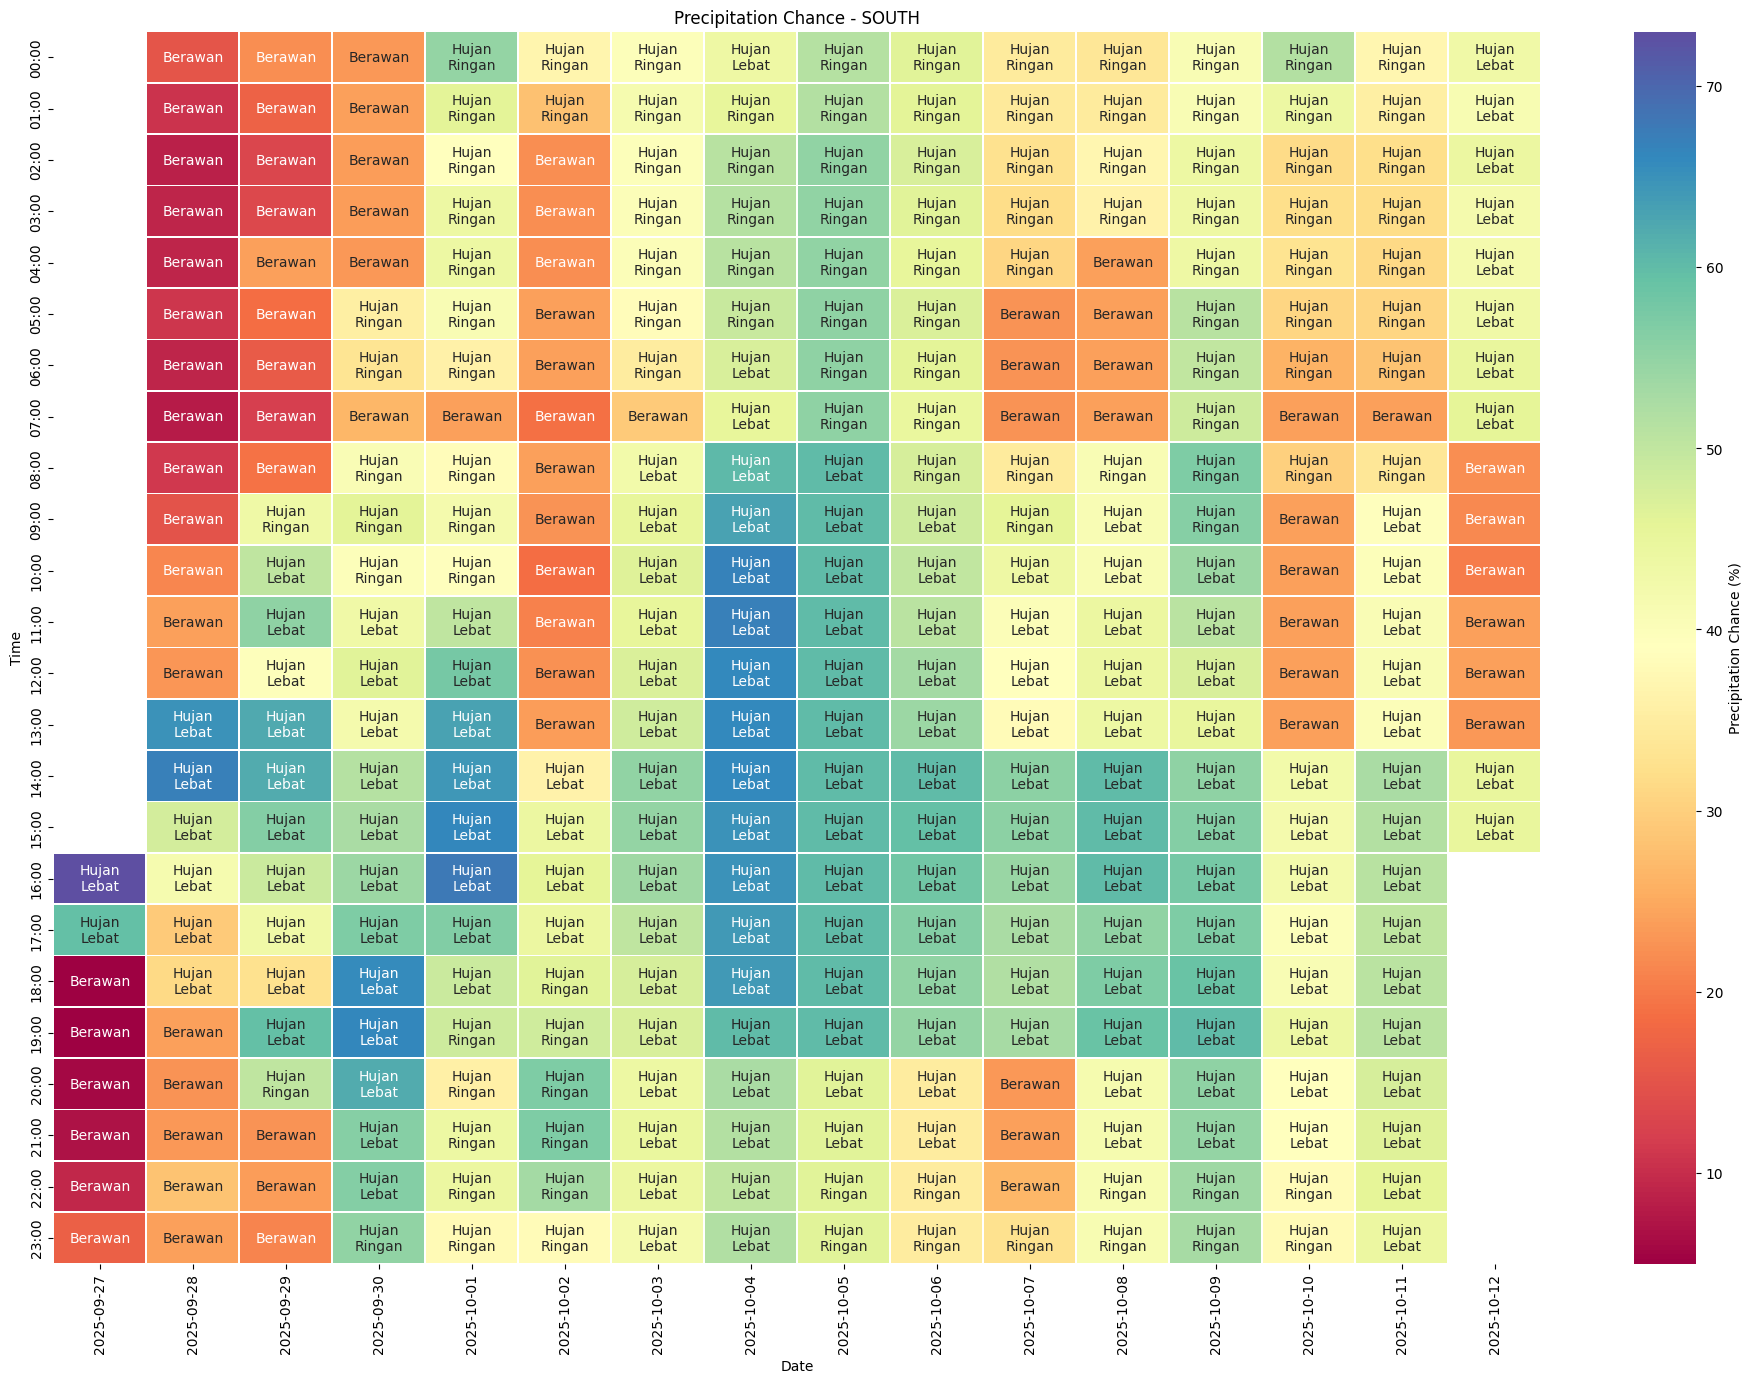 Precipitation Chance - SOUTH
00:00 Berawan Berawan Berawan Hujan Ringan Hujan Ringan Hujan Ringan Hujan Lebat Hujan Ringan Hujan Ringan Hujan Ringan Hujan Ringan Hujan Ringan Hujan Ringan Hujan Ringan Hujan Lebat
01:00 Berawan Berawan Berawan Hujan Ringan Hujan Ringan Hujan Ringan Hujan Ringan Hujan Ringan Hujan Ringan Hujan Ringan Hujan Ringan Hujan Ringan Hujan Ringan Hujan Ringan Hujan Lebat
02:00 Berawan Berawan Berawan Hujan Ringan Berawan Hujan Ringan Hujan Ringan Hujan Ringan Hujan Ringan Hujan Ringan Hujan Ringan Hujan Ringan Hujan Ringan Hujan Ringan Hujan Lebat
03:00 Berawan Berawan Berawan Hujan Ringan Berawan Hujan Ringan Hujan Ringan Hujan Ringan Hujan Ringan Hujan Ringan Hujan Ringan Hujan Ringan Hujan Ringan Hujan Ringan Hujan Lebat
04:00 Berawan Berawan Berawan Hujan Ringan Berawan Hujan Ringan Hujan Ringan Hujan Ringan Hujan Ringan Hujan Ringan Berawan Hujan Ringan Hujan Ringan Hujan Ringan Hujan Lebat
05:00 Berawan Berawan Hujan Ringan Hujan Ringan Berawan Hujan Ringan Hujan Ringan Hujan Ringan Hujan Ringan Berawan Berawan Hujan Ringan Hujan Ringan Hujan Ringan Hujan Lebat
06:00 Berawan Berawan Hujan Ringan Hujan Ringan Berawan Hujan Ringan Hujan Lebat Hujan Ringan Hujan Ringan Berawan Berawan Hujan Ringan Hujan Ringan Hujan Ringan Hujan Lebat
07:00 Berawan Berawan Berawan Berawan Berawan Berawan Hujan Lebat Hujan Ringan Hujan Ringan Berawan Berawan Hujan Ringan Berawan Berawan Hujan Lebat
08:00 Berawan Berawan Hujan Ringan Hujan Ringan Berawan Hujan Lebat Hujan Lebat Hujan Lebat Hujan Ringan Hujan Ringan Hujan Ringan Hujan Ringan Hujan Ringan Hujan Ringan Berawan
09:00 Berawan Hujan Ringan Hujan Ringan Hujan Ringan Berawan Hujan Lebat Hujan Lebat Hujan Lebat Hujan Lebat Hujan Ringan Hujan Lebat Hujan Ringan Berawan Hujan Lebat Berawan
10:00 Berawan Hujan Lebat Hujan Ringan Hujan Ringan Berawan Hujan Lebat Hujan Lebat Hujan Lebat Hujan Lebat Hujan Lebat Hujan Lebat Hujan Lebat Berawan Hujan Lebat Berawan
11:00 Berawan Hujan Lebat Hujan Lebat Hujan Lebat Berawan Hujan Lebat Hujan Lebat Hujan Lebat Hujan Lebat Hujan Lebat Hujan Lebat Hujan Lebat Berawan Hujan Lebat Berawan
12:00 Berawan Hujan Lebat Hujan Lebat Hujan Lebat Berawan Hujan Lebat Hujan Lebat Hujan Lebat Hujan Lebat Hujan Lebat Hujan Lebat Hujan Lebat Berawan Hujan Lebat Berawan
13:00 Hujan Lebat Hujan Lebat Hujan Lebat Hujan Lebat Berawan Hujan Lebat Hujan Lebat Hujan Lebat Hujan Lebat Hujan Lebat Hujan Lebat Hujan Lebat Berawan Hujan Lebat Berawan
14:00 Hujan Lebat Hujan Lebat Hujan Lebat Hujan Lebat Hujan Lebat Hujan Lebat Hujan Lebat Hujan Lebat Hujan Lebat Hujan Lebat Hujan Lebat Hujan Lebat Hujan Lebat Hujan Lebat Hujan Lebat
15:00 Hujan Lebat Hujan Lebat Hujan Lebat Hujan Lebat Hujan Lebat Hujan Lebat Hujan Lebat Hujan Lebat Hujan Lebat Hujan Lebat Hujan Lebat Hujan Lebat Hujan Lebat Hujan Lebat Hujan Lebat
16:00 Hujan Lebat Hujan Lebat Hujan Lebat Hujan Lebat Hujan Lebat Hujan Lebat Hujan Lebat Hujan Lebat Hujan Lebat Hujan Lebat Hujan Lebat Hujan Lebat Hujan Lebat Hujan Lebat Hujan Lebat
17:00 Hujan Lebat Hujan Lebat Hujan Lebat Hujan Lebat Hujan Lebat Hujan Lebat Hujan Lebat Hujan Lebat Hujan Lebat Hujan Lebat Hujan Lebat Hujan Lebat Hujan Lebat Hujan Lebat Hujan Lebat
18:00 Berawan Hujan Lebat Hujan Lebat Hujan Lebat Hujan Lebat Hujan Ringan Hujan Lebat Hujan Lebat Hujan Lebat Hujan Lebat Hujan Lebat Hujan Lebat Hujan Lebat Hujan Lebat Hujan Lebat
19:00 Berawan Berawan Hujan Lebat Hujan Lebat Hujan Ringan Hujan Ringan Hujan Lebat Hujan Lebat Hujan Lebat Hujan Lebat Hujan Lebat Hujan Lebat Hujan Lebat Hujan Lebat Hujan Lebat
20:00 Berawan Berawan Hujan Ringan Hujan Lebat Hujan Ringan Hujan Ringan Hujan Lebat Hujan Lebat Hujan Lebat Hujan Lebat Berawan Hujan Lebat Hujan Lebat Hujan Lebat Hujan Lebat
21:00 Berawan Berawan Berawan Hujan Lebat Hujan Ringan Hujan Ringan Hujan Lebat Hujan Lebat Hujan Lebat Hujan Lebat Berawan Hujan Lebat Hujan Lebat Hujan Lebat Hujan Lebat
22:00 Berawan Berawan Berawan Hujan Lebat Hujan Ringan Hujan Ringan Hujan Lebat Hujan Lebat Hujan Ringan Hujan Ringan Berawan Hujan Ringan Hujan Ringan Hujan Ringan Hujan Lebat
23:00 Berawan Berawan Berawan Hujan Ringan Hujan Ringan Hujan Ringan Hujan Lebat Hujan Lebat Hujan Ringan Hujan Ringan Hujan Ringan Hujan Ringan Hujan Ringan Hujan Ringan Hujan Lebat
Time
2025-09-27 2025-09-28 2025-09-29 2025-09-30 2025-10-01 2025-10-02 2025-10-03 2025-10-04 2025-10-05 2025-10-06 2025-10-07 2025-10-08 2025-10-09 2025-10-10 2025-10-11 2025-10-12
Date
70
60
50
40
30
20
10
Precipitation Chance (%)